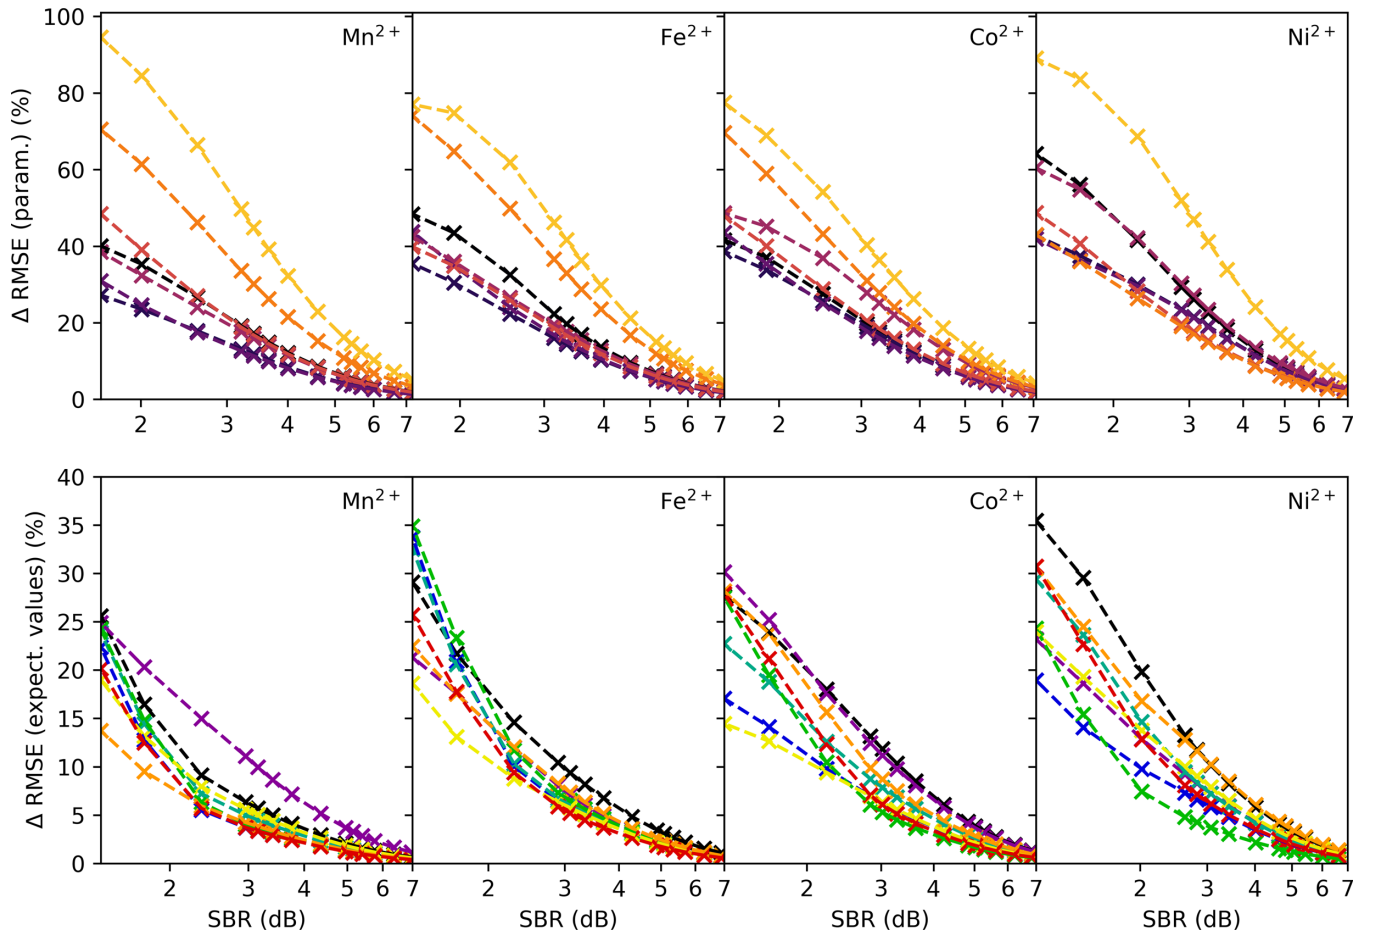 Δ RMSE (param.) (%)
100
80
60
40
20
0
Mn²⁺
Fe²⁺
Co²⁺
Ni²⁺
2 3 4 5 6 7
2 3 4 5 6 7
2 3 4 5 6 7
2 3 4 5 6 7
Δ RMSE (expect. values) (%)
40
35
30
25
20
15
10
5
0
Mn²⁺
Fe²⁺
Co²⁺
Ni²⁺
2 3 4 5 6 7
2 3 4 5 6 7
2 3 4 5 6 7
2 3 4 5 6 7
SBR (dB)
SBR (dB)
SBR (dB)
SBR (dB)